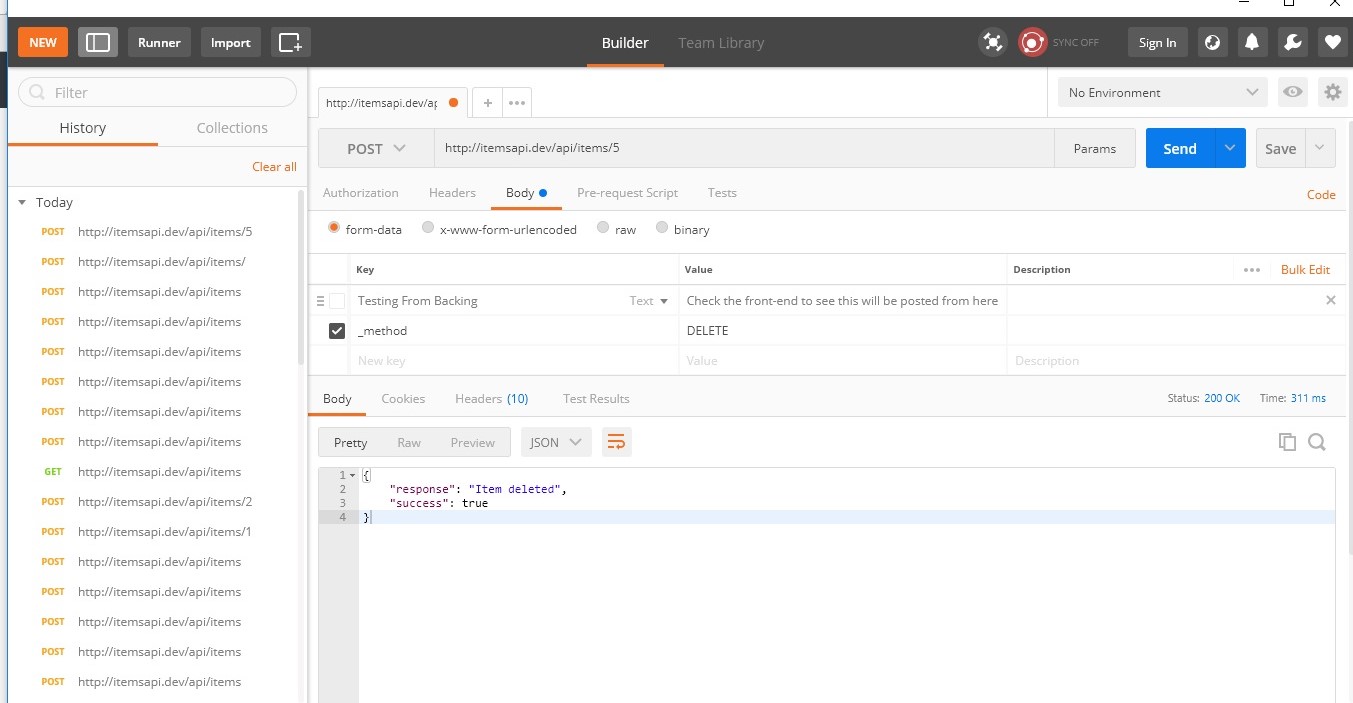 NEW Runner Import Builder Team Library SYNC OFF Sign In
Filter
History Collections
Clear all
Today
POST http://itemsapi.dev/api/items/5
POST http://itemsapi.dev/api/items/
POST http://itemsapi.dev/api/items
POST http://itemsapi.dev/api/items
POST http://itemsapi.dev/api/items
POST http://itemsapi.dev/api/items
POST http://itemsapi.dev/api/items
POST http://itemsapi.dev/api/items
GET http://itemsapi.dev/api/items
POST http://itemsapi.dev/api/items/2
POST http://itemsapi.dev/api/items/1
POST http://itemsapi.dev/api/items
POST http://itemsapi.dev/api/items
POST http://itemsapi.dev/api/items
POST http://itemsapi.dev/api/items
POST http://itemsapi.dev/api/items
http://itemsapi.dev/ap + ••• No Environment
POST http://itemsapi.dev/api/items/5 Params Send Save
Authorization Headers Body Pre-request Script Tests Code
form-data x-www-form-urlencoded raw binary
Key Value Description ••• Bulk Edit
Testing From Backing Text Check the front-end to see this will be posted from here
_method DELETE
New key Value Description
Body Cookies Headers (10) Test Results Status: 200 OK Time: 311 ms
Pretty Raw Preview JSON
1 {
2 "response": "Item deleted",
3 "success": true
4 }